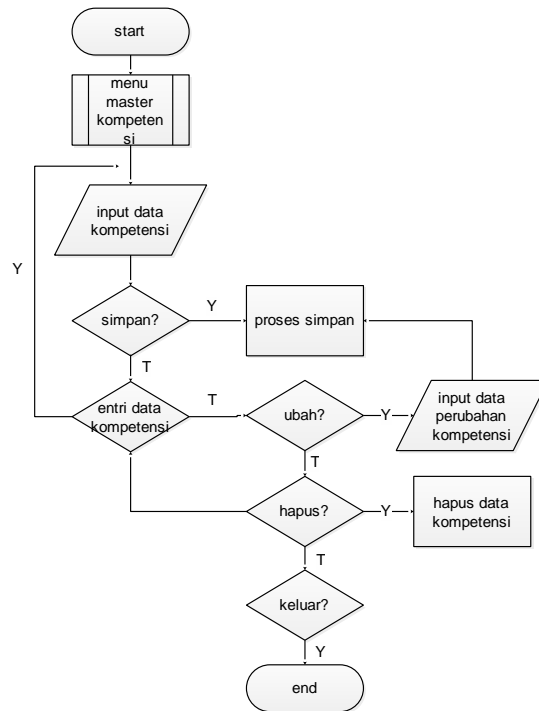 start
menu
master
kompeten
si
Y
input data
kompetensi
simpan?
Y
proses simpan
T
entri data
kompetensi
T
ubah?
Y
input data
perubahan
kompetensi
T
hapus?
Y
hapus data
kompetensi
T
keluar?
Y
end